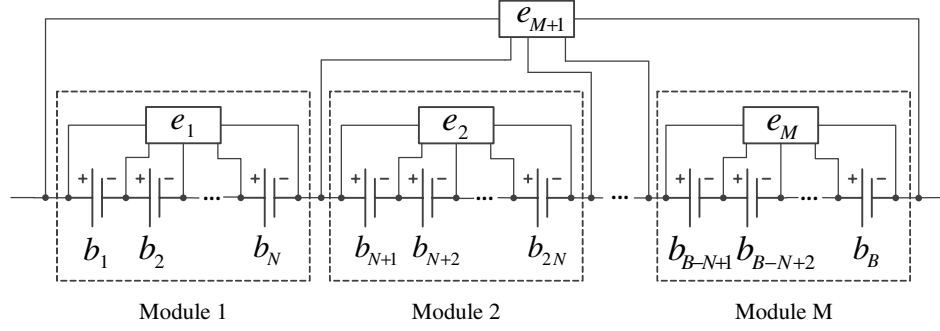 e_{M+1}
e_1 e_2 e_M
+ − + − ... + − + − + − ... + − ... + − + − ... + −
b_1 b_2 b_N b_{N+1} b_{N+2} b_{2N} b_{B−N+1} b_{B−N+2} b_B
Module 1 Module 2 Module M